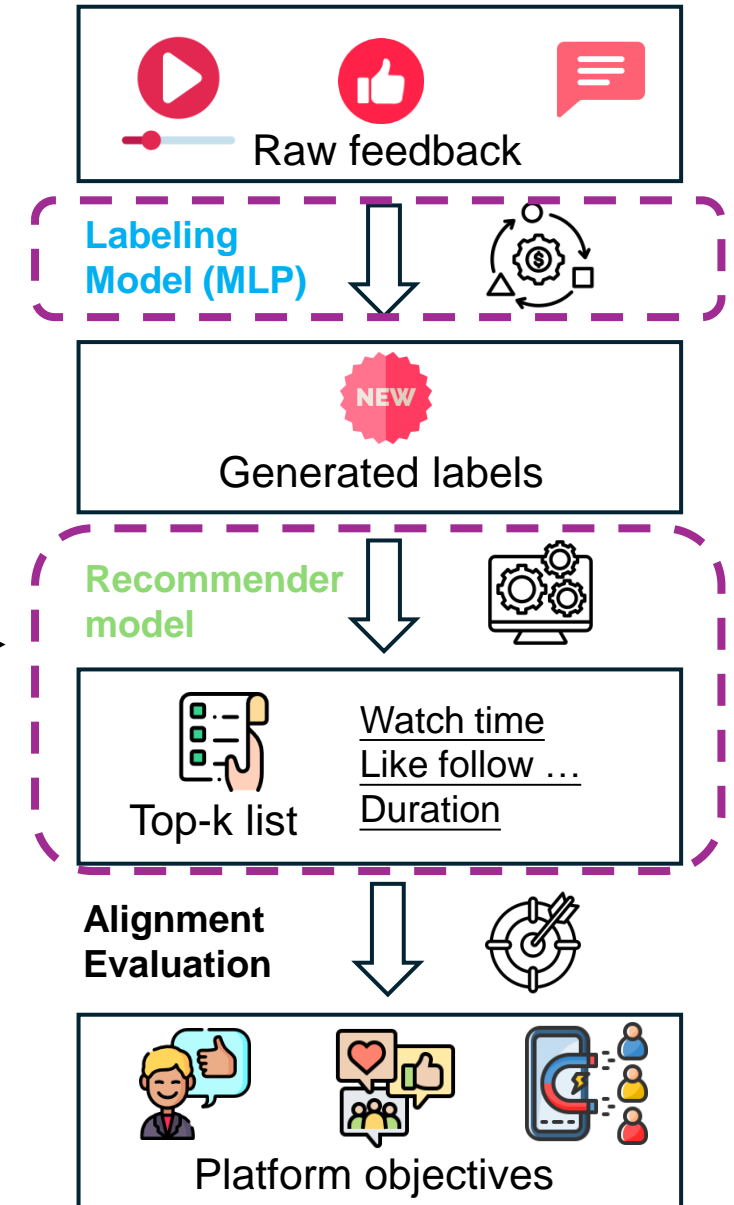 Raw feedback
Labeling
Model (MLP)
$
NEW
Generated labels
Recommender
model
Watch time
Like follow …
Duration
Top-k list
Alignment
Evaluation
Platform objectives